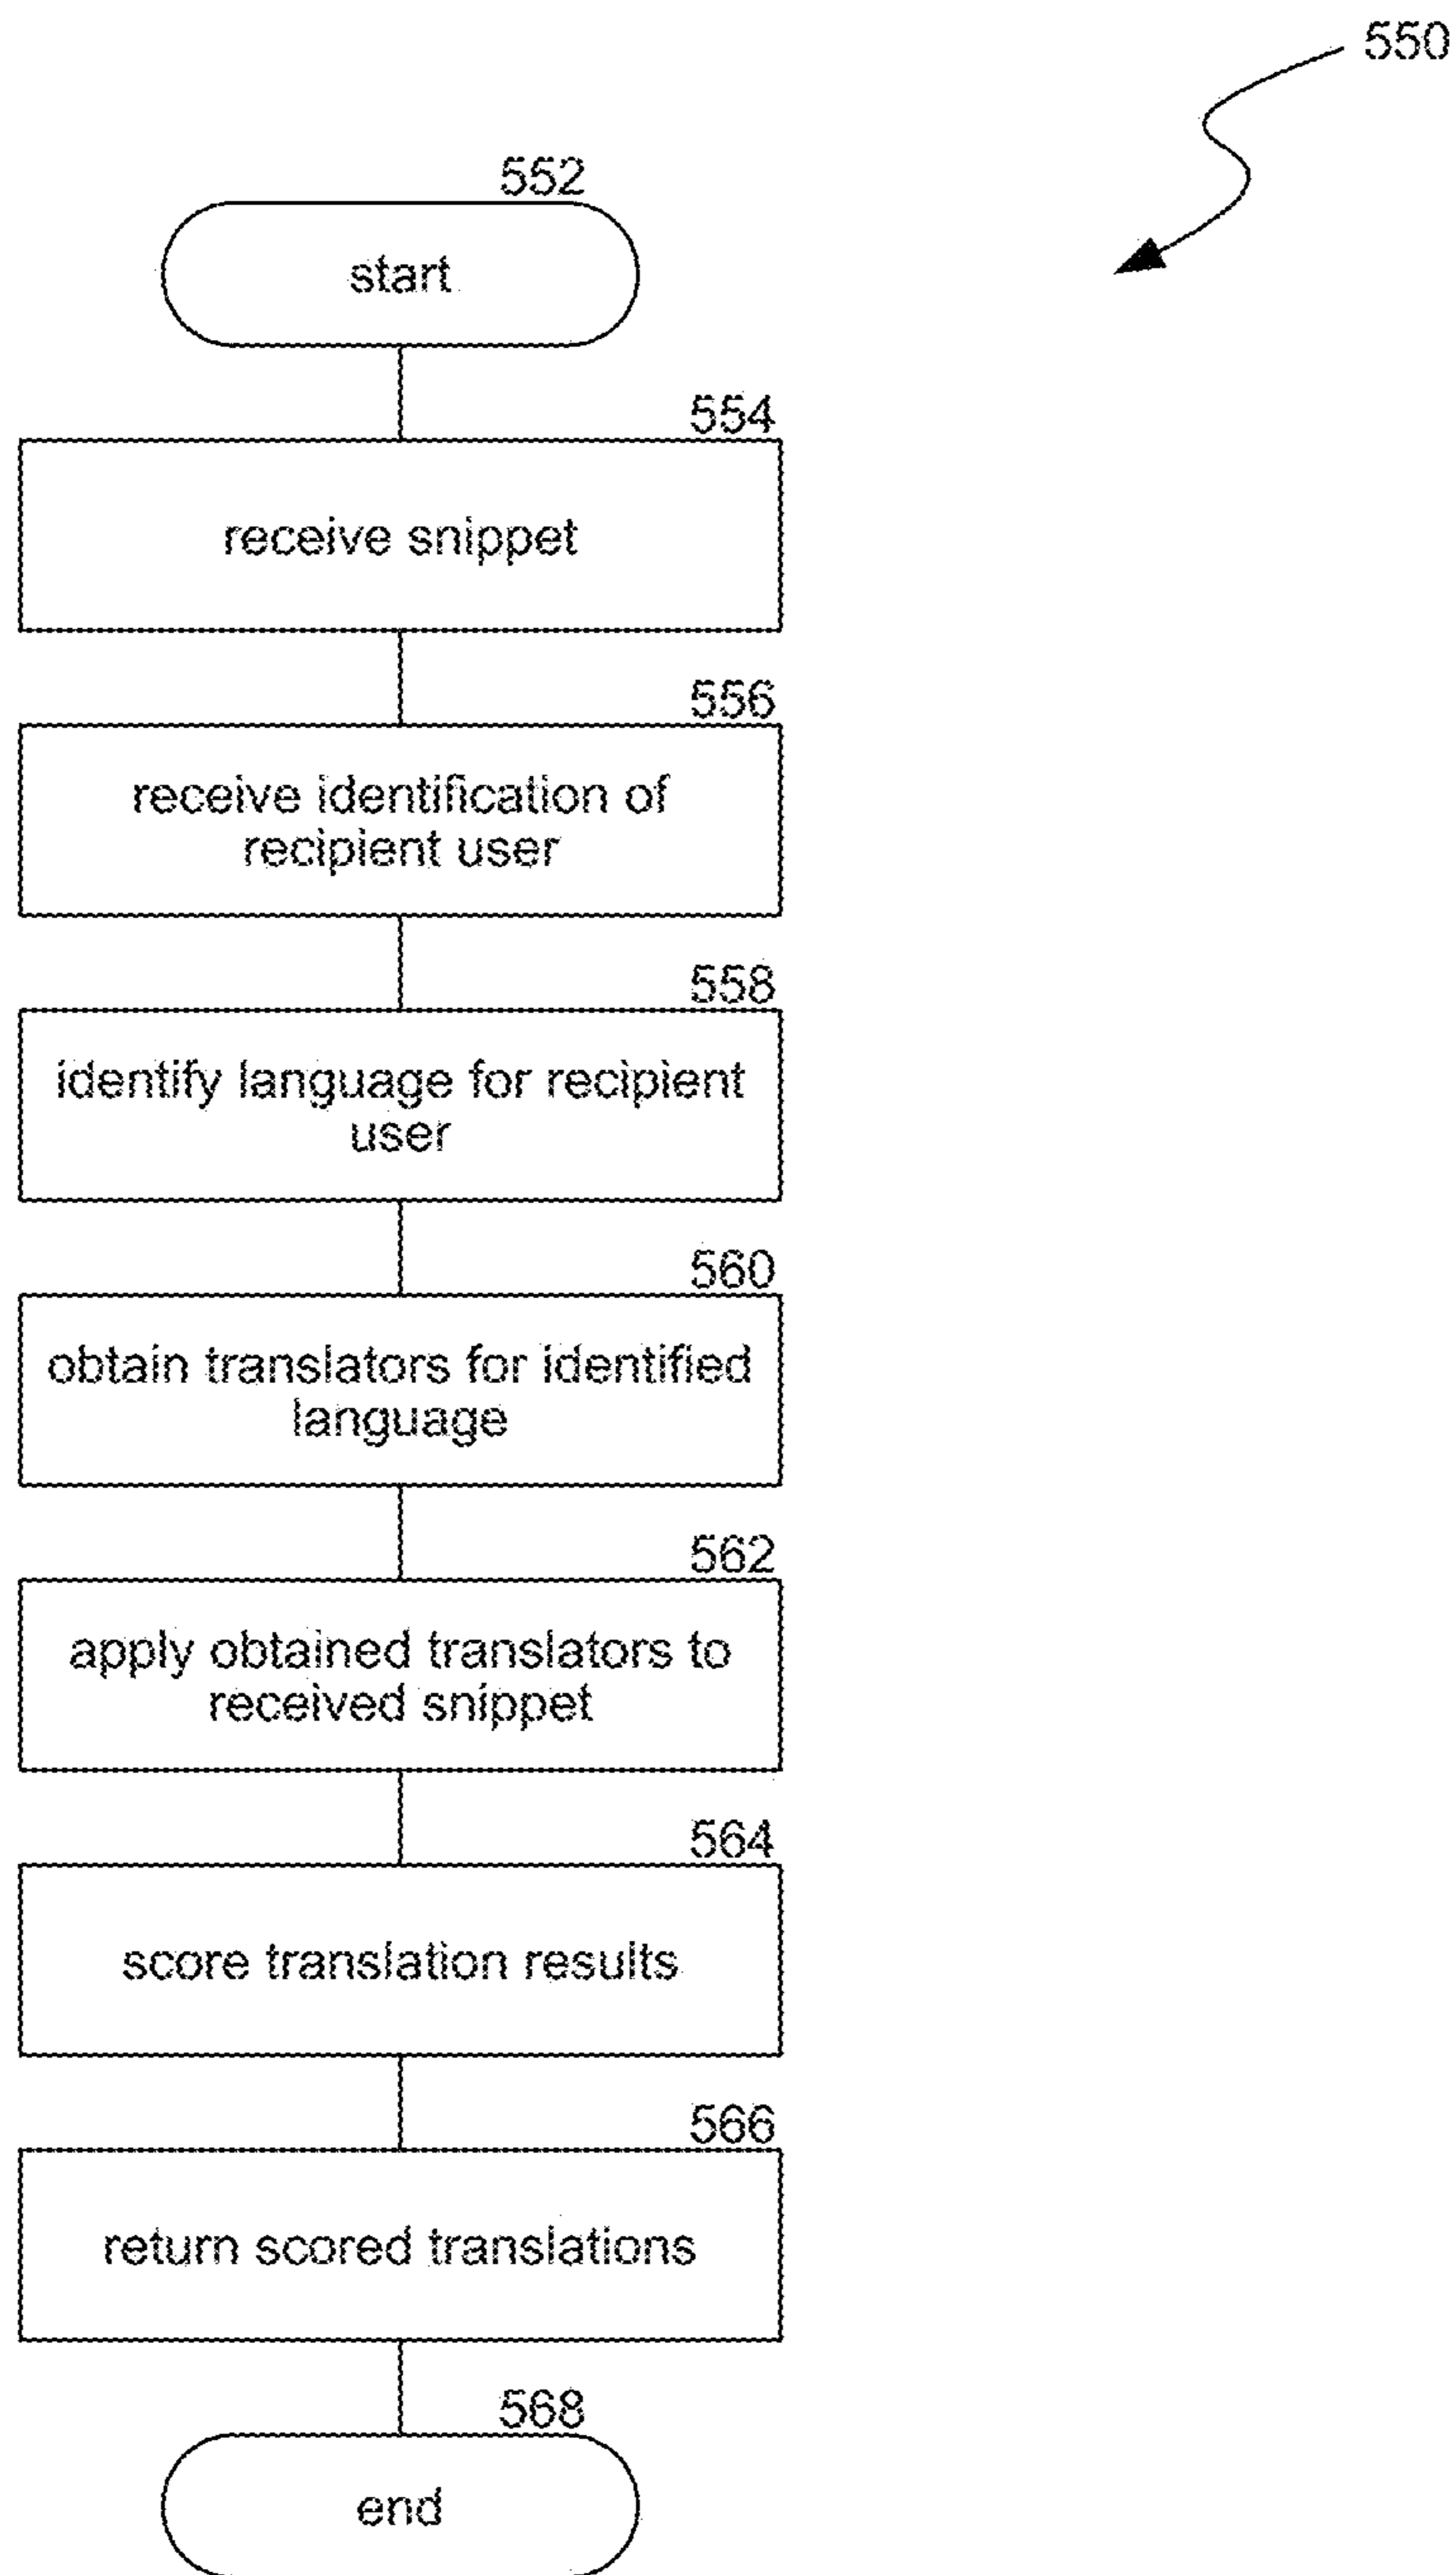 550
552
start
554
receive snippet
556
receive identification of
recipient user
558
identify language for recipient
user
560
obtain translators for identified
language
562
apply obtained translators to
received snippet
564
score translation results
566
return scored translations
568
end